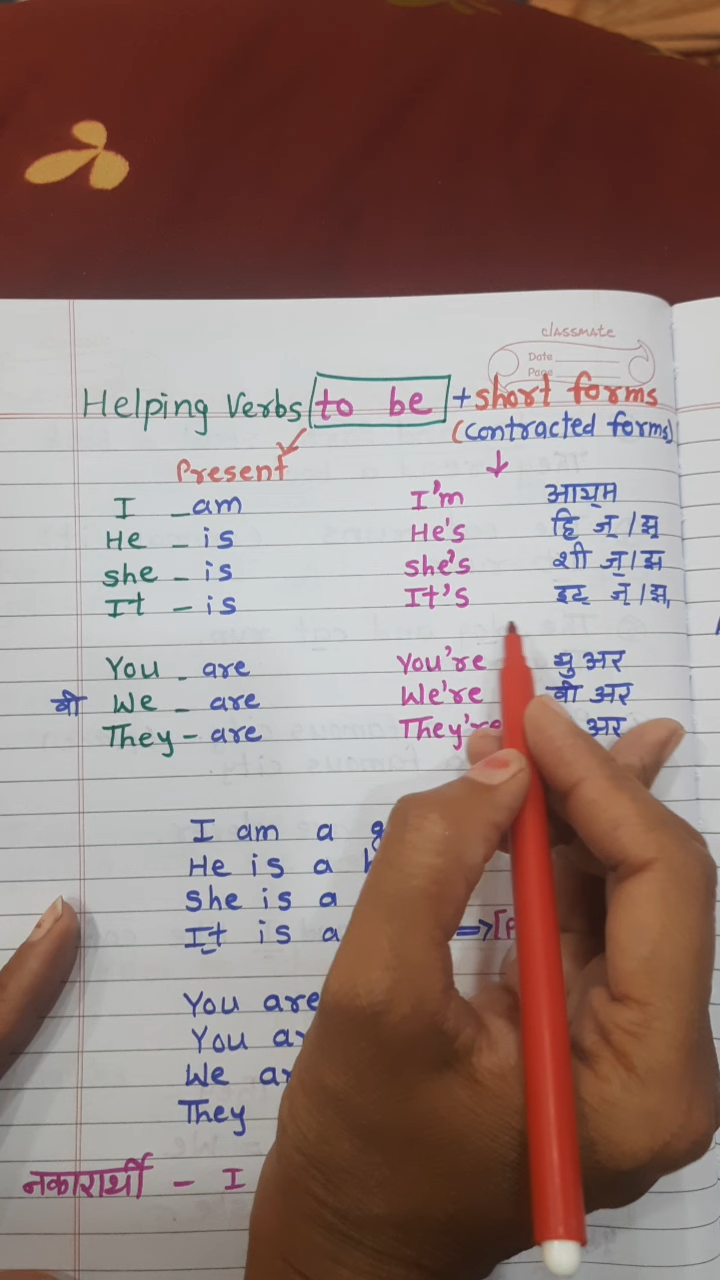 classmate
Date
Page
Helping Verbs to be + short forms
(contracted forms)
Present
I - am I'm आय्म
He - is He's हि ज़्/झ्
she - is she's शी ज़्/झ
It - is It's इट् ज़्/झ्
You - are You're यु अर
वी We - are We're वी अर
They - are They're अर
I am a
He is a
She is a
It is a ⇒
You are
You
We
They
नकारार्थी - I